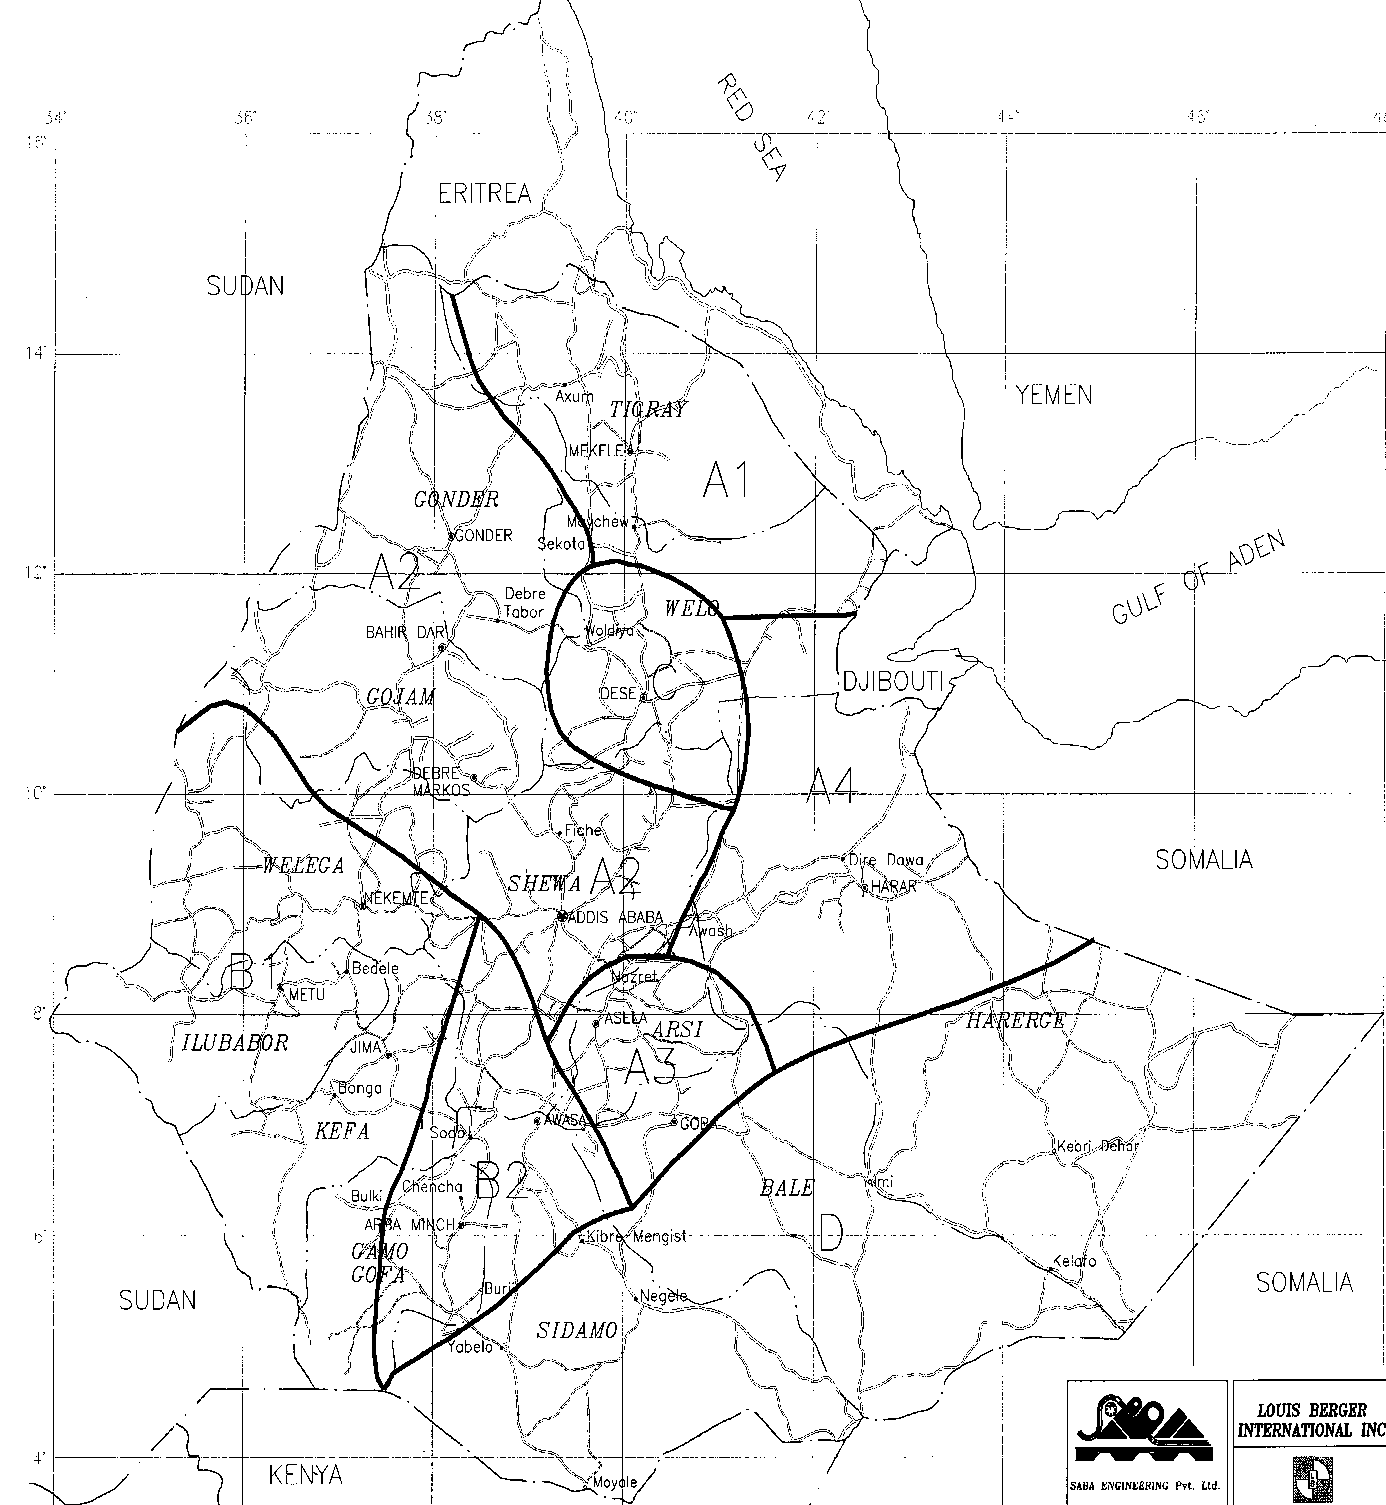 RED SEA
34°
36°
38°
40°
42°
44°
46°
16°
ERITREA
SUDAN
14°
YEMEN
Axum
TIGRAY
MEKELE
A1
GONDER
GONDER
Maychew
Sekota
A2
12°
GULF OF ADEN
Debre
Tabor
WELO
BAHIR DAR
Woldiya
C
DESE
DJIBOUTI
GOJAM
DEBRE
MARKOS
10°
A4
Fiche
Dire Dawa
SOMALIA
WELEGA
SHEWA
A2
HARAR
NEKEMTE
ADDIS ABABA
Awash
B1
Bedele
Nazret
METU
8°
ASELA
ARSI
HARERGE
ILUBABOR
JIMA
A3
Bonga
AWASA
GOBA
KEFA
Sodo
Kebri Dehar
Bulki
Chencha
B2
BALE
Imi
ARBA MINCH
D
6°
Kibre Mengist
GAMO
GOFA
Kelafo
SUDAN
Burji
Negele
SOMALIA
SIDAMO
Yabelo
LOUIS BERGER
INTERNATIONAL INC
4°
KENYA
Moyale
SABA ENGINEERING Pvt. Ltd.